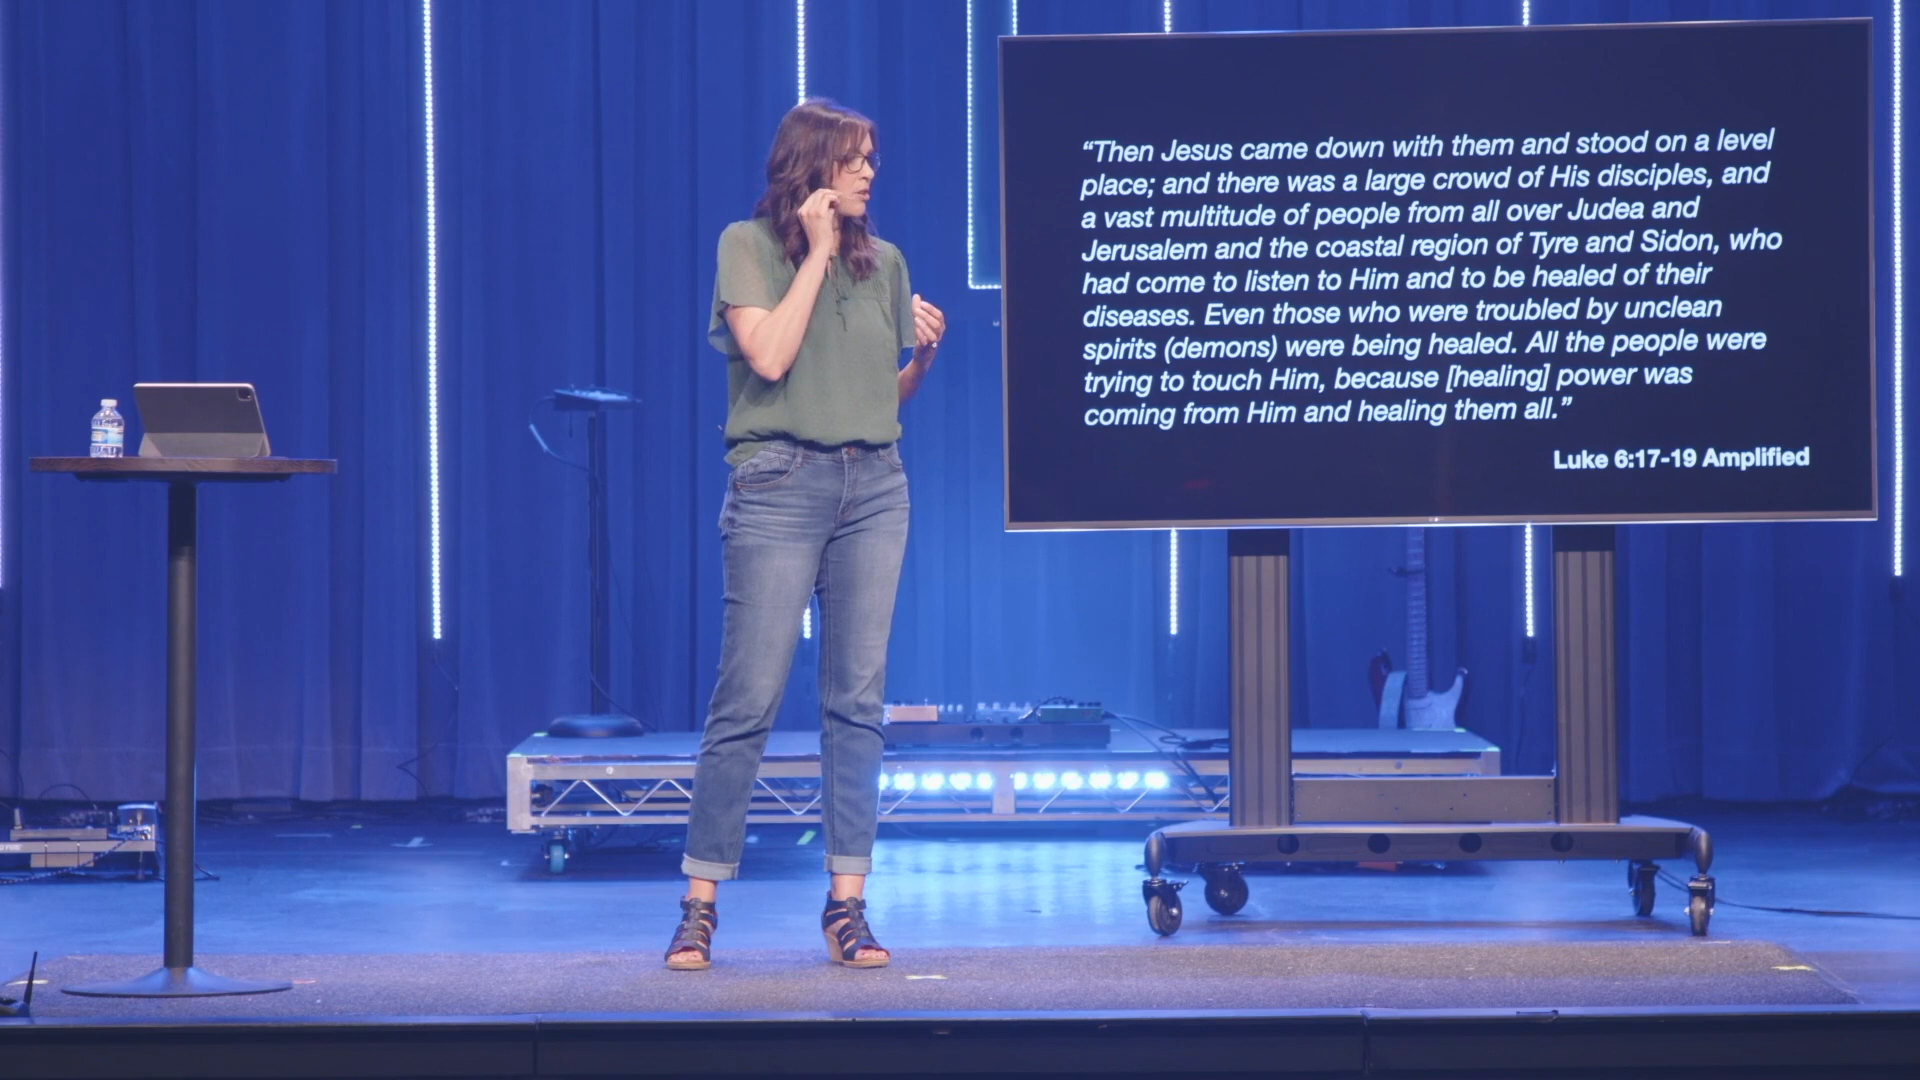 “Then Jesus came down with them and stood on a level
place; and there was a large crowd of His disciples, and
a vast multitude of people from all over Judea and
Jerusalem and the coastal region of Tyre and Sidon, who
had come to listen to Him and to be healed of their
diseases. Even those who were troubled by unclean
spirits (demons) were being healed. All the people were
trying to touch Him, because [healing] power was
coming from Him and healing them all.”
Luke 6:17-19 Amplified